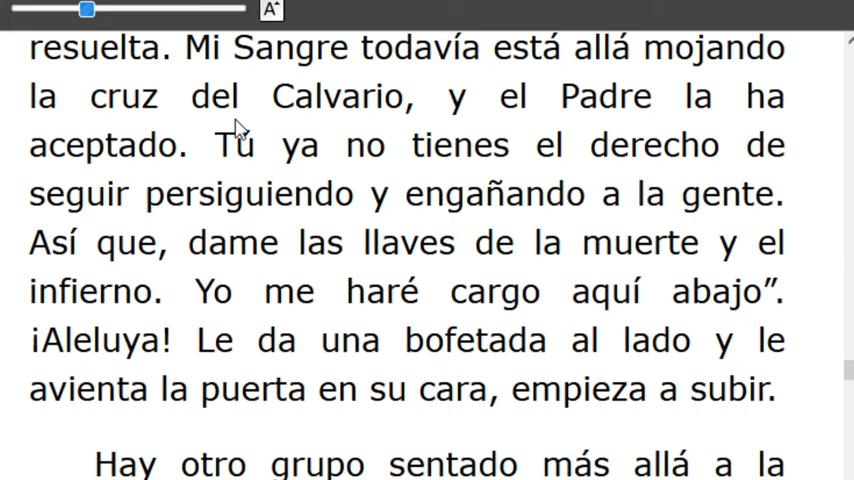 A
resuelta. Mi Sangre todavía está allá mojando
la cruz del Calvario, y el Padre la ha
aceptado. Tú ya no tienes el derecho de
seguir persiguiendo y engañando a la gente.
Así que, dame las llaves de la muerte y el
infierno. Yo me haré cargo aquí abajo”.
¡Aleluya! Le da una bofetada al lado y le
avienta la puerta en su cara, empieza a subir.
Hay otro grupo sentado más allá a la